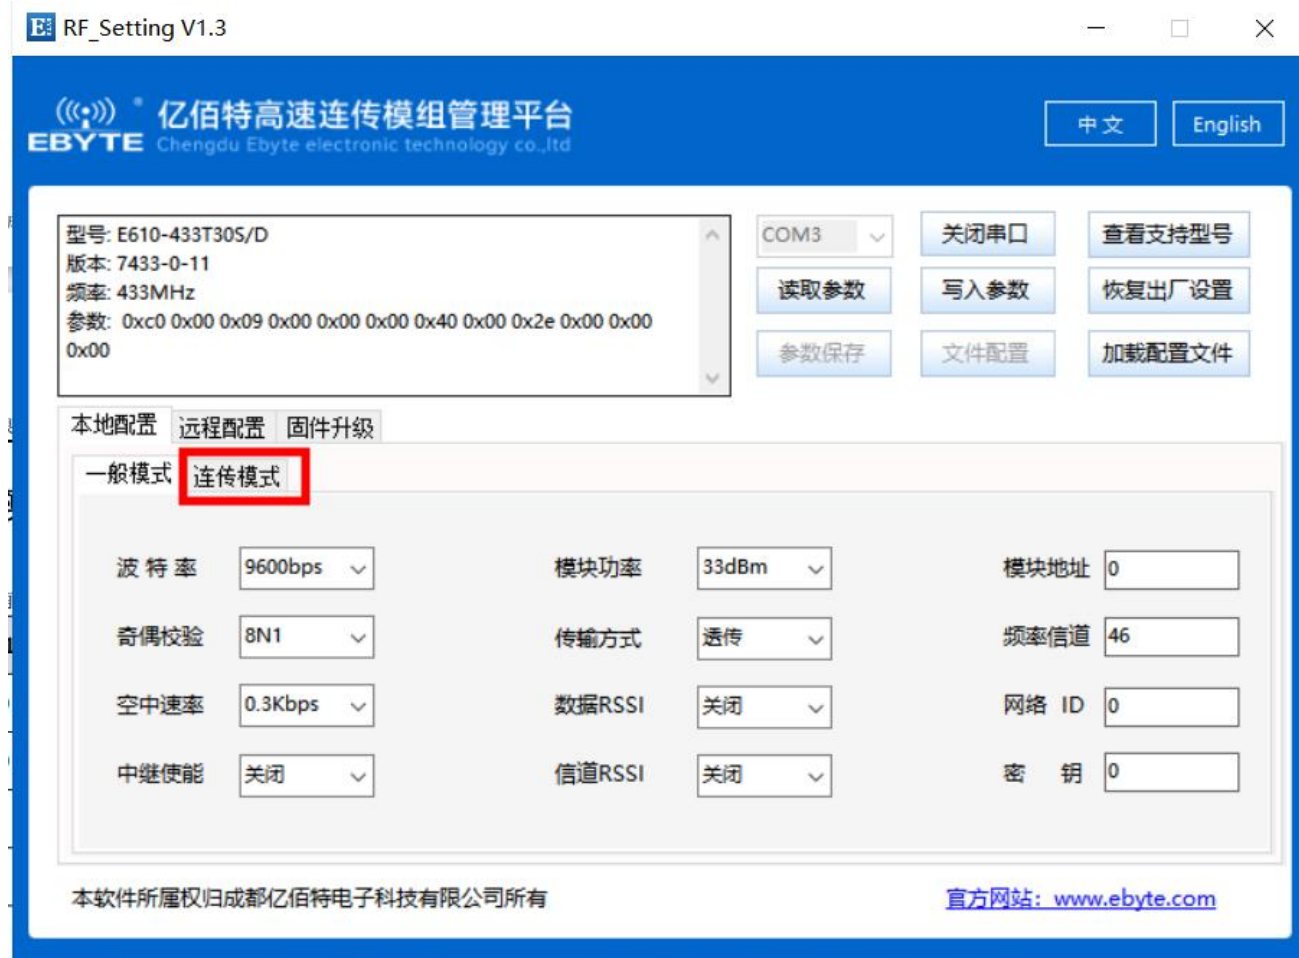 RF_Setting V1.3
EBYTE
亿佰特高速连传模组管理平台
Chengdu Ebyte electronic technology co.,ltd
中文 English
型号: E610-433T30S/D
版本: 7433-0-11
频率: 433MHz
参数: 0xc0 0x00 0x09 0x00 0x00 0x00 0x40 0x00 0x2e 0x00 0x00
0x00
COM3 关闭串口 查看支持型号
读取参数 写入参数 恢复出厂设置
参数保存 文件配置 加载配置文件
本地配置 远程配置 固件升级
一般模式 连传模式
波特率 9600bps 模块功率 33dBm 模块地址 0
奇偶校验 8N1 传输方式 透传 频率信道 46
空中速率 0.3Kbps 数据RSSI 关闭 网络 ID 0
中继使能 关闭 信道RSSI 关闭 密 钥 0
本软件所属权归成都亿佰特电子科技有限公司所有 官方网站：www.ebyte.com